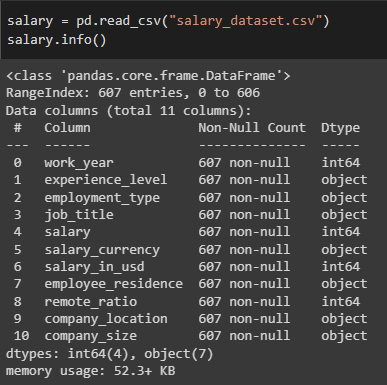 salary = pd.read_csv("salary_dataset.csv")
salary.info()
<class 'pandas.core.frame.DataFrame'>
RangeIndex: 607 entries, 0 to 606
Data columns (total 11 columns):
 #   Column              Non-Null Count  Dtype
---  ------              --------------  -----
 0   work_year           607 non-null    int64
 1   experience_level    607 non-null    object
 2   employment_type     607 non-null    object
 3   job_title           607 non-null    object
 4   salary              607 non-null    int64
 5   salary_currency     607 non-null    object
 6   salary_in_usd       607 non-null    int64
 7   employee_residence  607 non-null    object
 8   remote_ratio        607 non-null    int64
 9   company_location    607 non-null    object
 10  company_size        607 non-null    object
dtypes: int64(4), object(7)
memory usage: 52.3+ KB